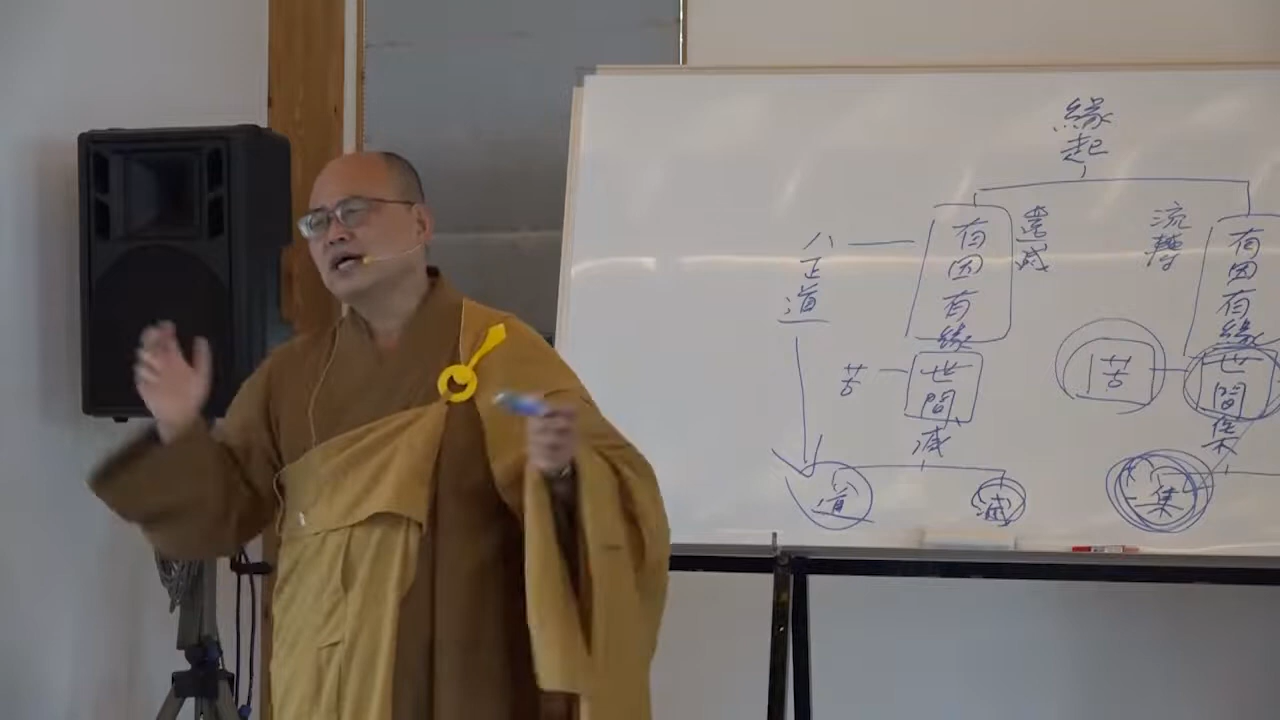 緣起
還滅
流轉
八正道
有因有緣
世間
滅
苦
道
滅
有因有緣
世間
集
苦
集